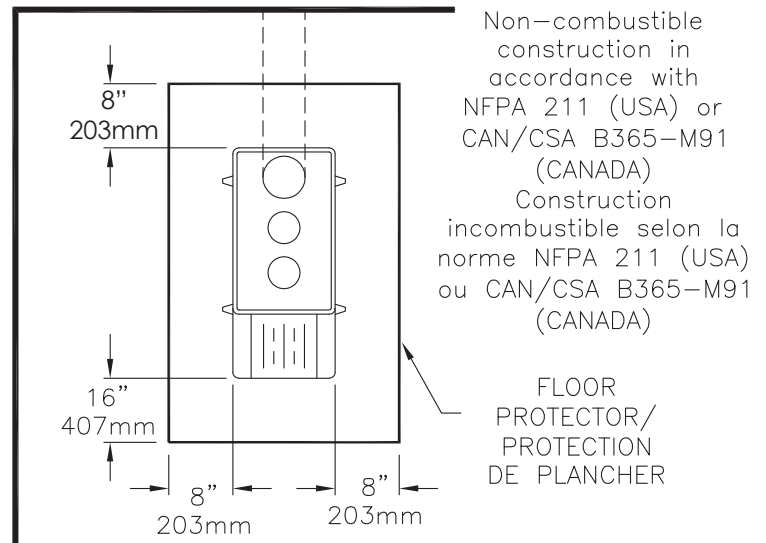 Non-combustible
construction in
accordance with
NFPA 211 (USA) or
CAN/CSA B365-M91
(CANADA)
Construction
incombustible selon la
norme NFPA 211 (USA)
ou CAN/CSA B365-M91
(CANADA)
8"
203mm
16"
407mm
FLOOR
PROTECTOR/
PROTECTION
DE PLANCHER
8"
203mm
8"
203mm